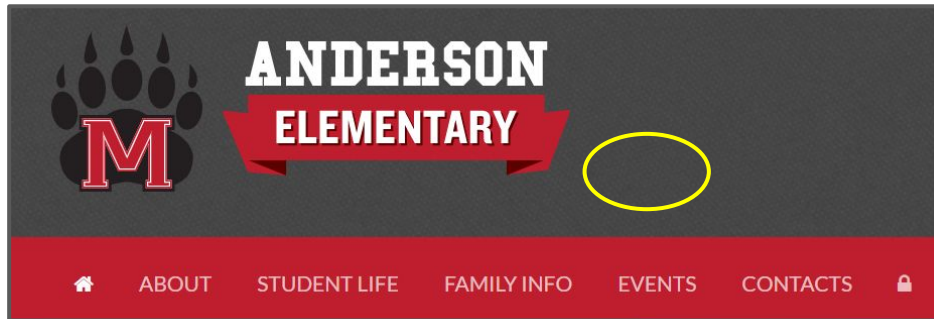 ANDERSON
ELEMENTARY
M
ABOUT STUDENT LIFE FAMILY INFO EVENTS CONTACTS